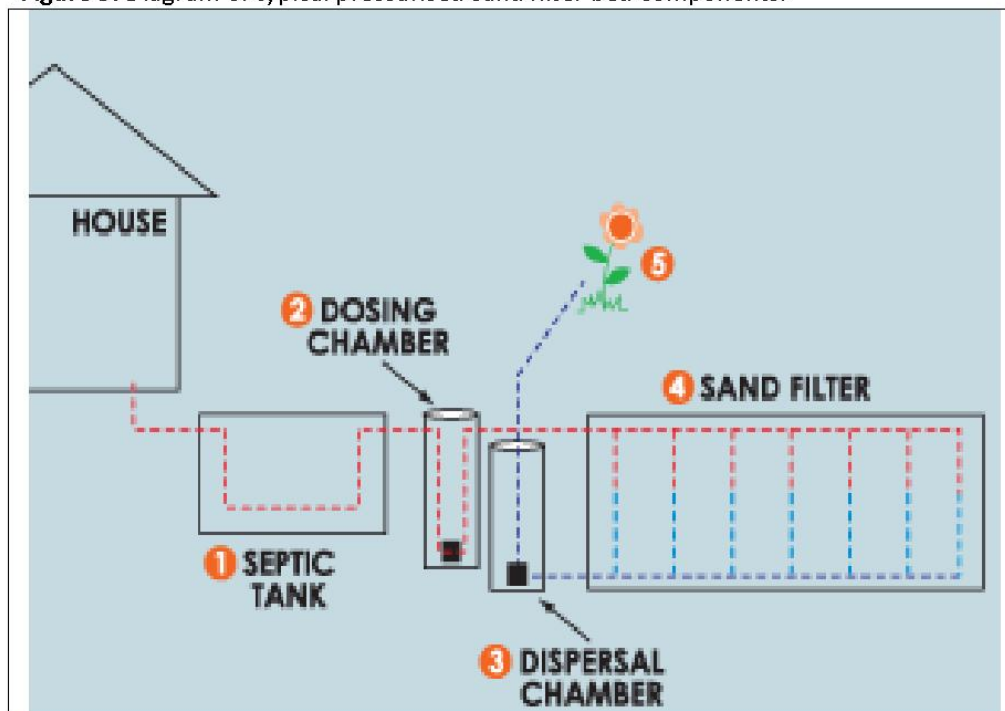 HOUSE
5
2 DOSING
CHAMBER
4 SAND FILTER
1 SEPTIC
TANK
3 DISPERSAL
CHAMBER